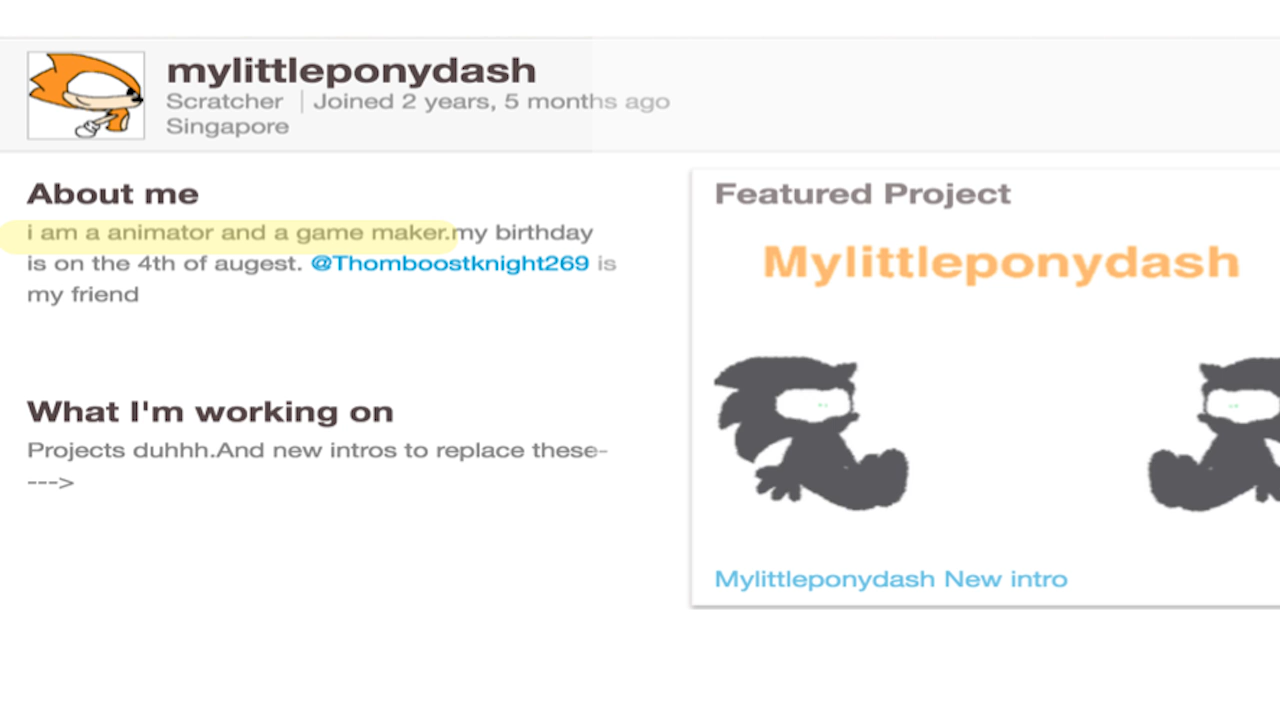 mylittleponydash
Scratcher | Joined 2 years, 5 months ago
Singapore
About me
i am a animator and a game maker.my birthday
is on the 4th of augest. @Thomboostknight269 is
my friend
What I'm working on
Projects duhhh.And new intros to replace these-
--->
Featured Project
Mylittleponydash
Mylittleponydash New intro